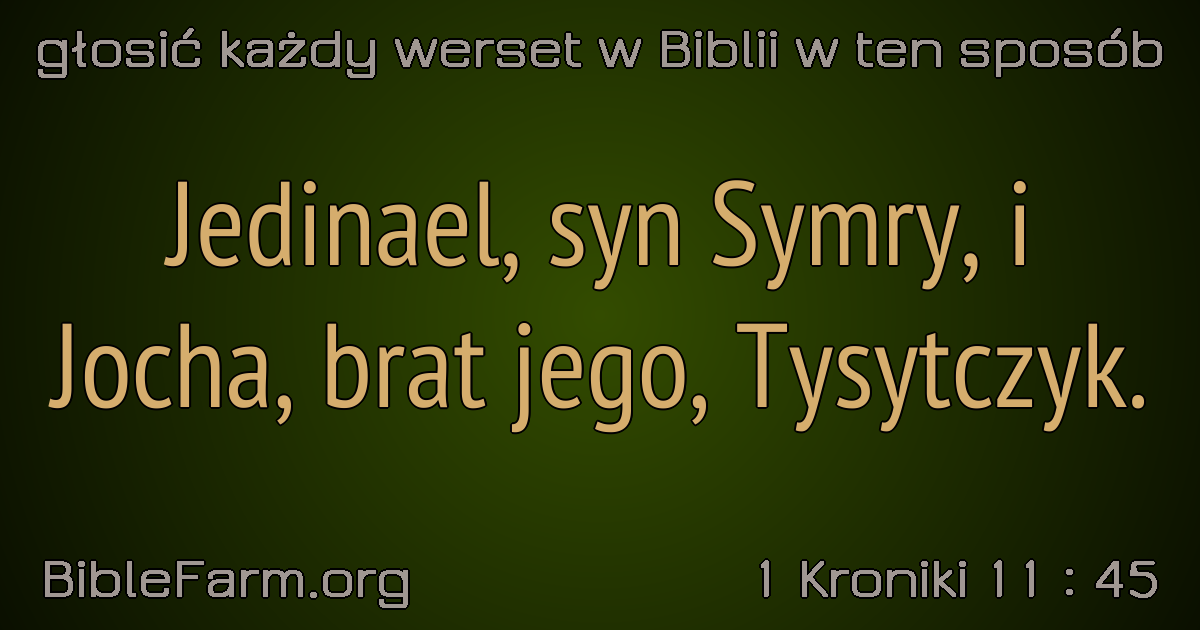 głosić każdy werset w Biblii w ten sposób
Jedinael, syn Symry, i
Jocha, brat jego, Tysytczyk.
BibleFarm.org
1 Kroniki 11 : 45